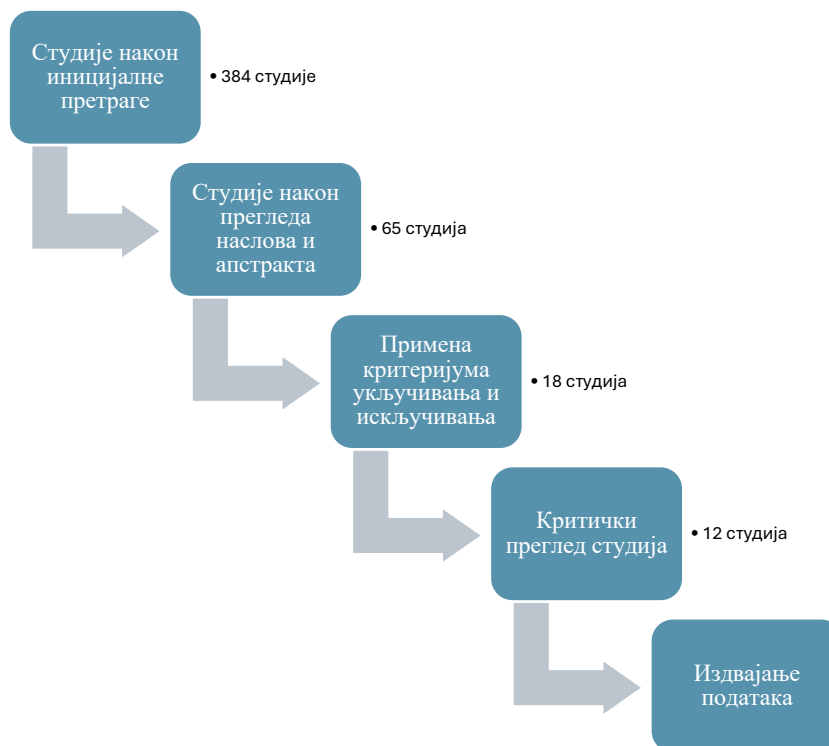 Студије након
иницијалне
претраге
• 384 студије
Студије након
прегледа
наслова и
апстракта
• 65 студија
Примена
критеријума
укључивања и
искључивања
• 18 студија
Критички
преглед студија
• 12 студија
Издвајање
података